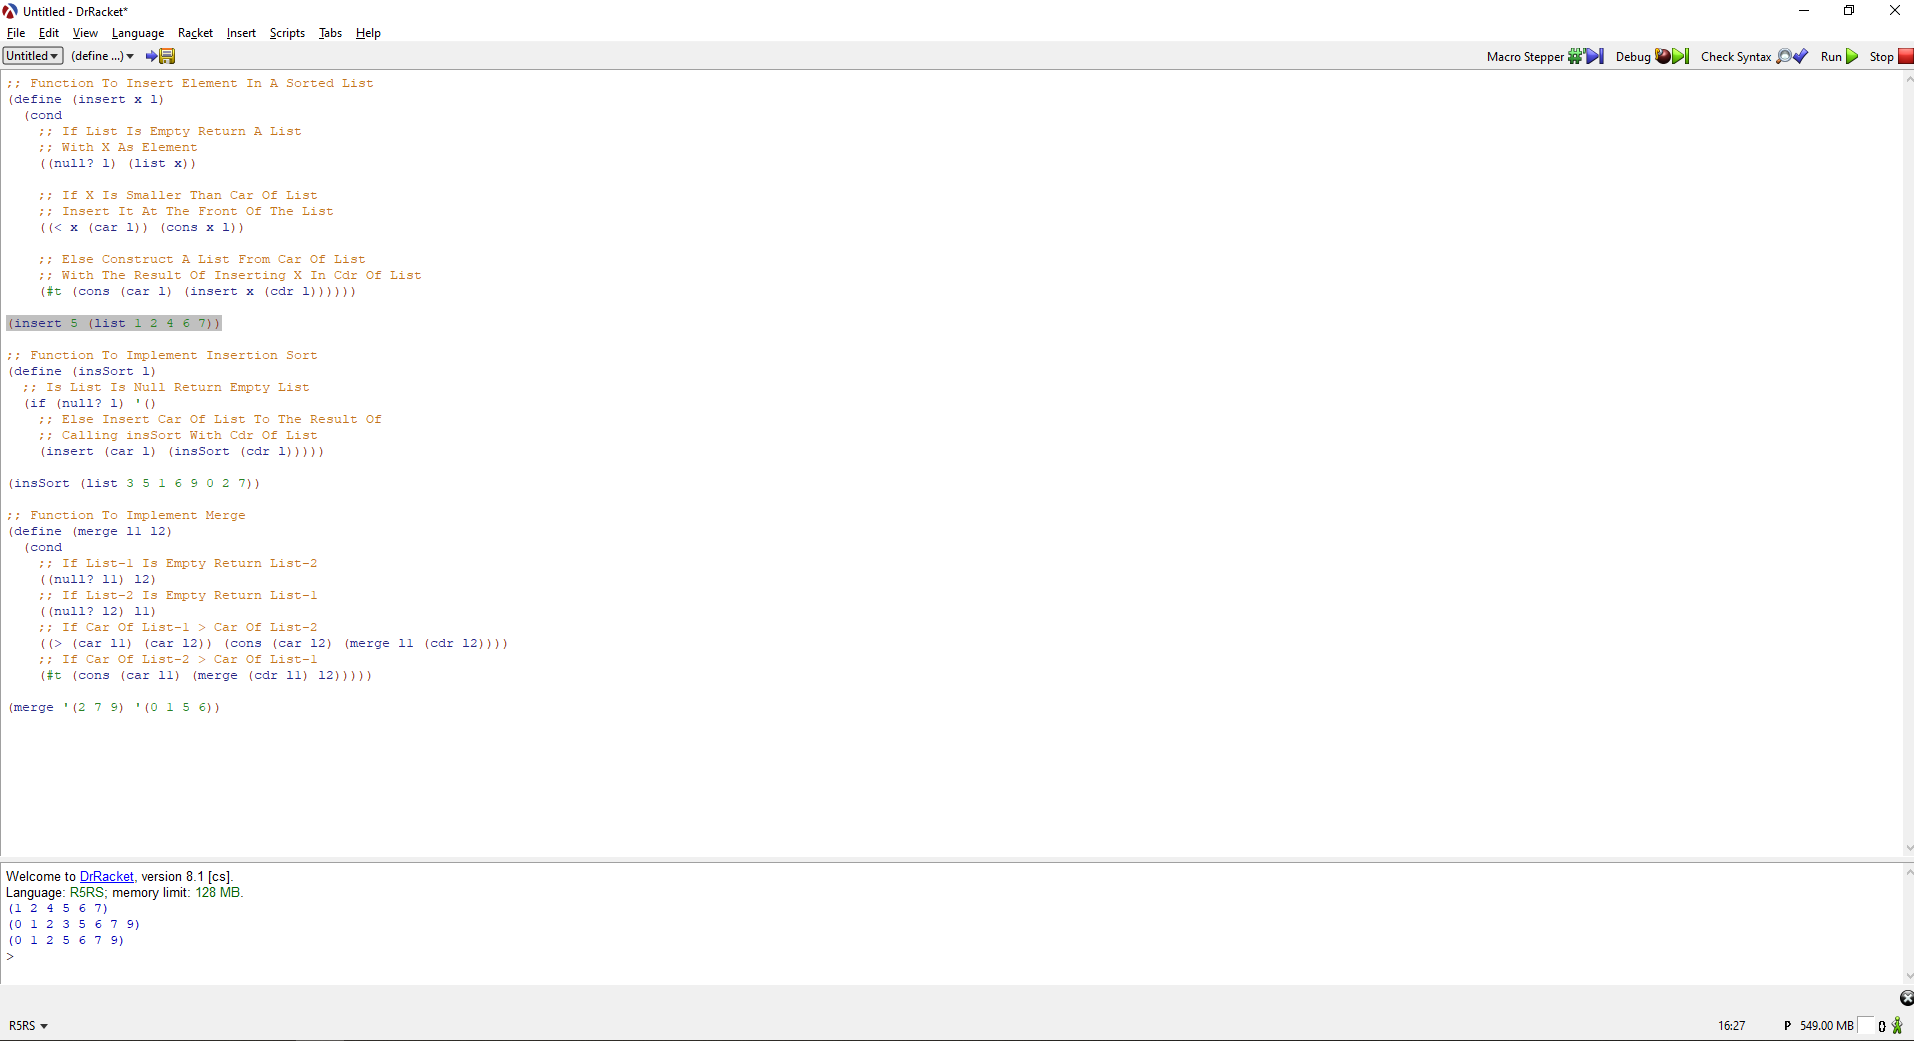 Untitled - DrRacket*
File Edit View Language Racket Insert Scripts Tabs Help
Untitled (define ...) Macro Stepper Debug Check Syntax Run Stop
;; Function To Insert Element In A Sorted List
(define (insert x l)
  (cond
    ;; If List Is Empty Return A List
    ;; With X As Element
    ((null? l) (list x))
    ;; If X Is Smaller Than Car Of List
    ;; Insert It At The Front Of The List
    ((< x (car l)) (cons x l))
    ;; Else Construct A List From Car Of List
    ;; With The Result Of Inserting X In Cdr Of List
    (#t (cons (car l) (insert x (cdr l))))))
(insert 5 (list 1 2 4 6 7))
;; Function To Implement Insertion Sort
(define (insSort l)
  ;; Is List Is Null Return Empty List
  (if (null? l) '()
    ;; Else Insert Car Of List To The Result Of
    ;; Calling insSort With Cdr Of List
    (insert (car l) (insSort (cdr l)))))
(insSort (list 3 5 1 6 9 0 2 7))
;; Function To Implement Merge
(define (merge l1 l2)
  (cond
    ;; If List-1 Is Empty Return List-2
    ((null? l1) l2)
    ;; If List-2 Is Empty Return List-1
    ((null? l2) l1)
    ;; If Car Of List-1 > Car Of List-2
    ((> (car l1) (car l2)) (cons (car l2) (merge l1 (cdr l2))))
    ;; If Car Of List-2 > Car Of List-1
    (#t (cons (car l1) (merge (cdr l1) l2)))))
(merge '(2 7 9) '(0 1 5 6))
Welcome to DrRacket, version 8.1 [cs].
Language: R5RS; memory limit: 128 MB.
(1 2 4 5 6 7)
(0 1 2 3 5 6 7 9)
(0 1 2 5 6 7 9)
>
R5RS 16:27 P 549.00 MB {}